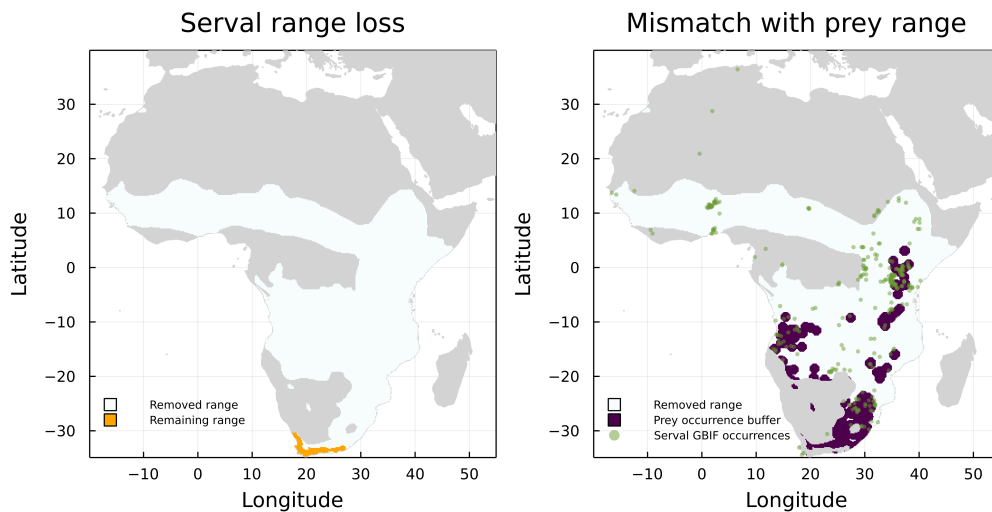 Serval range loss
Mismatch with prey range
Latitude
30
20
10
0
−10
−20
−30
Removed range
Remaining range
−10
0
10
20
30
40
50
Longitude
Latitude
30
20
10
0
−10
−20
−30
Removed range
Prey occurrence buffer
Serval GBIF occurrences
−10
0
10
20
30
40
50
Longitude